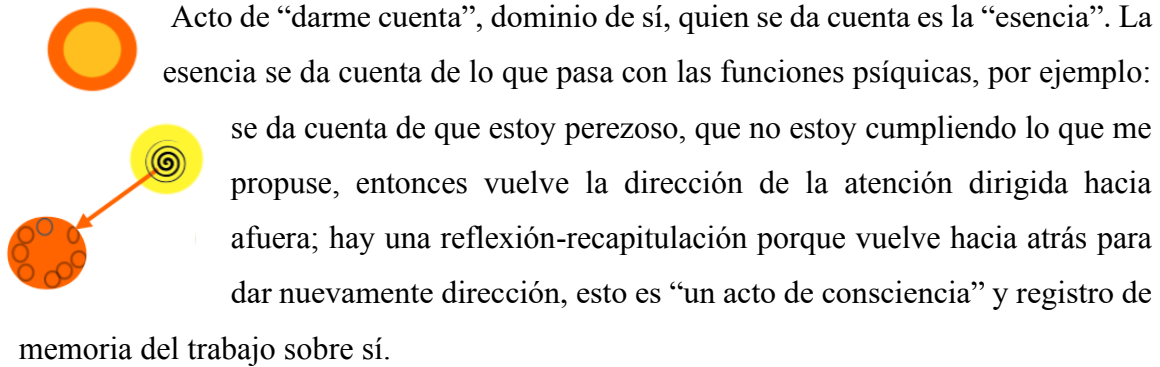 Acto de “darme cuenta”, dominio de sí, quien se da cuenta es la “esencia”. La
esencia se da cuenta de lo que pasa con las funciones psíquicas, por ejemplo:
se da cuenta de que estoy perezoso, que no estoy cumpliendo lo que me
propuse, entonces vuelve la dirección de la atención dirigida hacia
afuera; hay una reflexión-recapitulación porque vuelve hacia atrás para
dar nuevamente dirección, esto es “un acto de consciencia” y registro de
memoria del trabajo sobre sí.